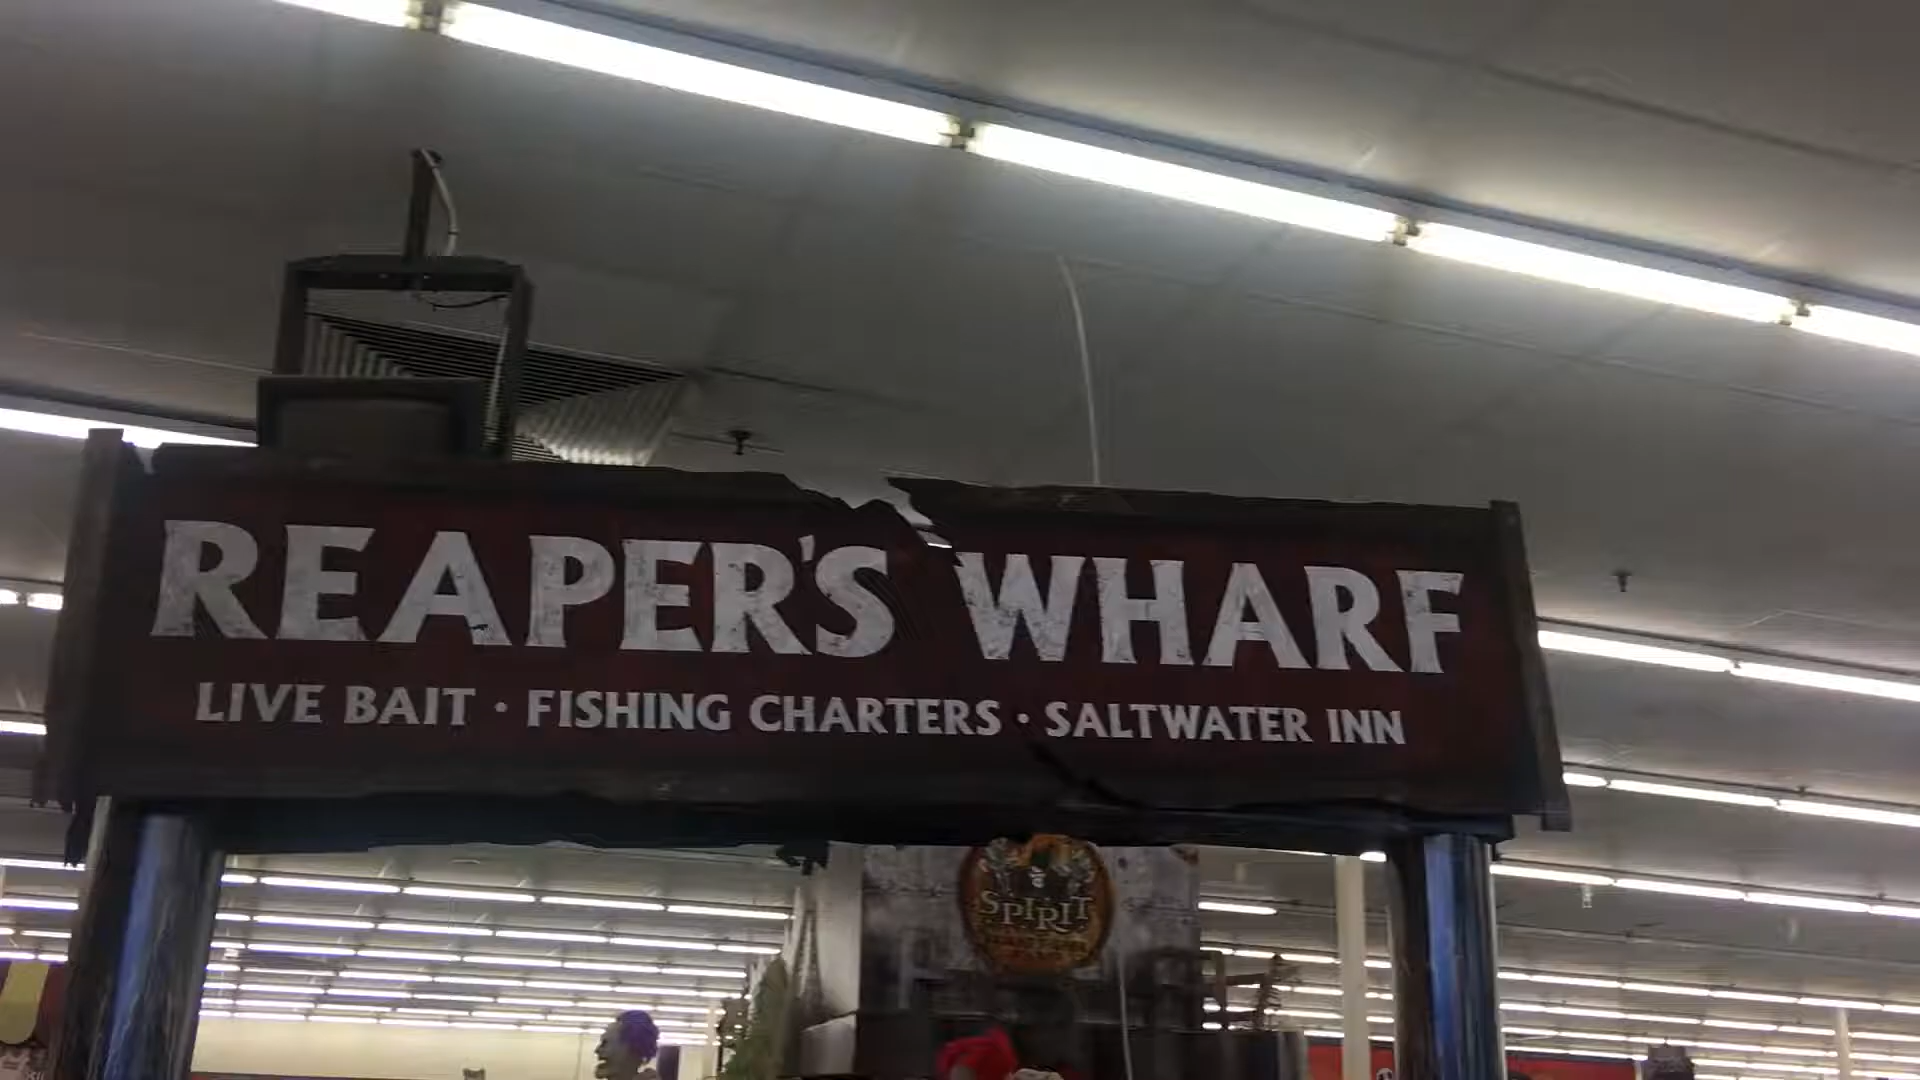 REAPER'S WHARF
LIVE BAIT · FISHING CHARTERS · SALTWATER INN
SPIRIT